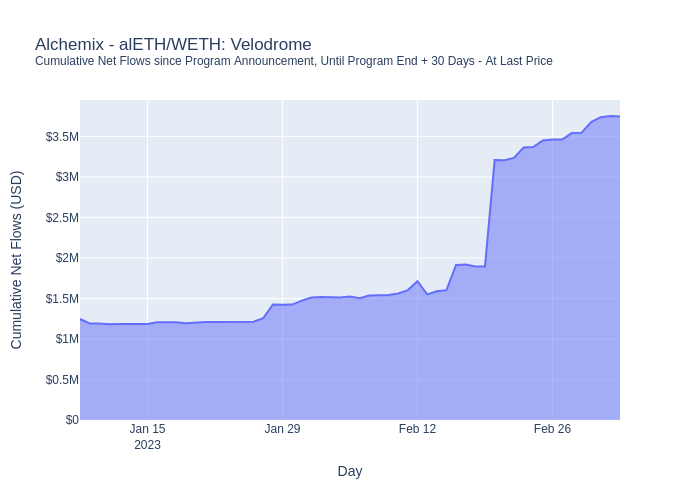 Alchemix - alETH/WETH: Velodrome
Cumulative Net Flows since Program Announcement, Until Program End + 30 Days - At Last Price
Cumulative Net Flows (USD)
$3.5M
$3M
$2.5M
$2M
$1.5M
$1M
$0.5M
$0
Jan 15
2023
Jan 29
Feb 12
Feb 26
Day